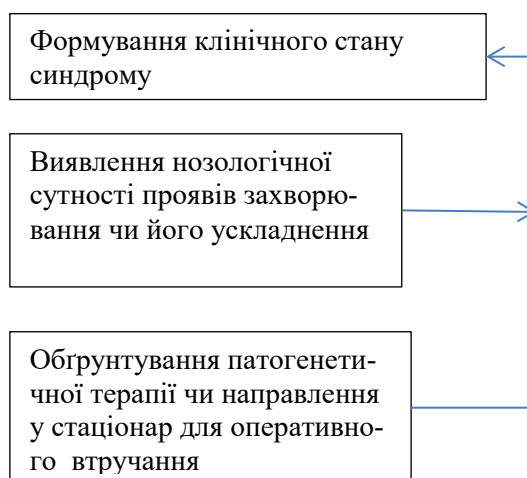 Формування клінічного стану
синдрому
Виявлення нозологічної
сутності проявів захворю-
вання чи його ускладнення
Обґрунтування патогенети-
чної терапії чи направлення
у стаціонар для оперативно-
го втручання